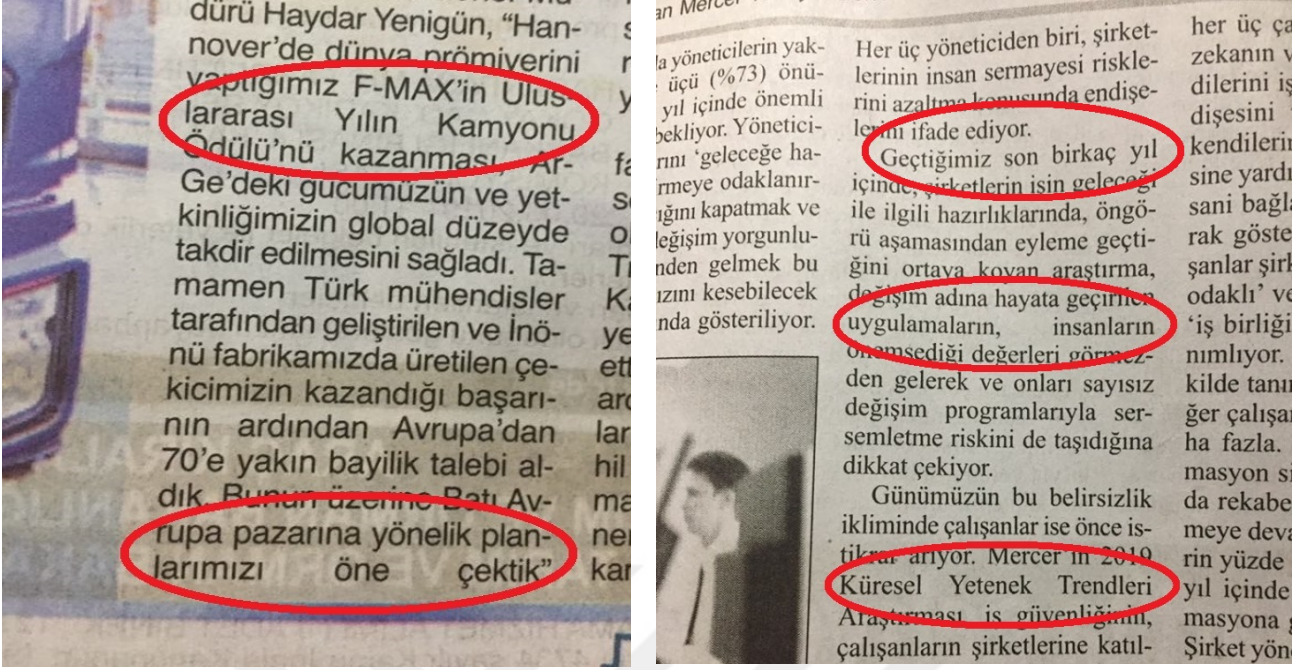 dürü Haydar Yenigün, “Han-
nover’de dünya prömiyerini
yaptığımız F-MAX’in Ulus-
lararası Yılın Kamyonu
Ödülü’nü kazanması, Ar-
Ge’deki gücümüzün ve yet-
kinliğimizin global düzeyde
takdir edilmesini sağladı. Ta-
mamen Türk mühendisler
tarafından geliştirilen ve İnö-
nü fabrikamızda üretilen çe-
kicimizin kazandığı başarı-
nın ardından Avrupa’dan
70’e yakın bayilik talebi al-
dık. Bunun üzerine Batı Av-
rupa pazarına yönelik plan-
larımızı öne çektik”
an Mercer
la yöneticilerin yak-
üçü (%73) önü-
yıl içinde önemli
bekliyor. Yönetici-
rını ‘geleceğe ha-
rmeye odaklanır-
ığını kapatmak ve
değişim yorgunlu-
nden gelmek bu
ızını kesebilecek
nda gösteriliyor.
Her üç yöneticiden biri, şirket-
lerinin insan sermayesi riskle-
rini azaltma konusunda endişe-
lerini ifade ediyor.
Geçtiğimiz son birkaç yıl
içinde, şirketlerin işin geleceği
ile ilgili hazırlıklarında, öngö-
rü aşamasından eyleme geçti-
ğini ortaya koyan araştırma,
değişim adına hayata geçirilen
uygulamaların, insanların
önemsediği değerleri görmez-
den gelerek ve onları sayısız
değişim programlarıyla ser-
semletme riskini de taşıdığına
dikkat çekiyor.
Günümüzün bu belirsizlik
ikliminde çalışanlar ise önce is-
tikrar arıyor. Mercer’in 2019
Küresel Yetenek Trendleri
Araştırması, iş güvenliğinin,
çalışanların şirketlerine katıl-
her üç ça
zekanın v
dilerini iş
dişesini
kendilerin
sine yardı
sani bağla
rak göste
şanlar şirk
odaklı’ ve
‘iş birliği
nımlıyor.
kilde tanın
ğer çalışan
ha fazla.
masyon si
da rekabe
meye deva
rin yüzde
yıl içinde
masyona g
Şirket yön